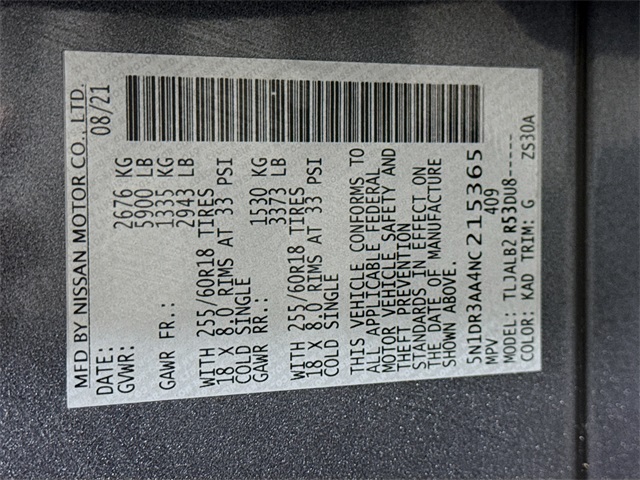 MFD BY NISSAN MOTOR CO., LTD.
DATE: 08/21
GVWR: 2676 KG
5900 LB
GAWR FR.: 1335 KG
2943 LB
WITH 255/60R18 TIRES
18 X 8.0 RIMS AT 33 PSI
COLD SINGLE
GAWR RR.: 1530 KG
3373 LB
WITH 255/60R18 TIRES
18 X 8.0 RIMS AT 33 PSI
COLD SINGLE
THIS VEHICLE CONFORMS TO
ALL APPLICABLE FEDERAL
MOTOR VEHICLE SAFETY AND
THEFT PREVENTION
STANDARDS IN EFFECT ON
THE DATE OF MANUFACTURE
SHOWN ABOVE.
5N1DR3AA4NC215365
MPV 409
MODEL: TLJALB2 R53DU8-----
COLOR: KAD TRIM: G ZS30A